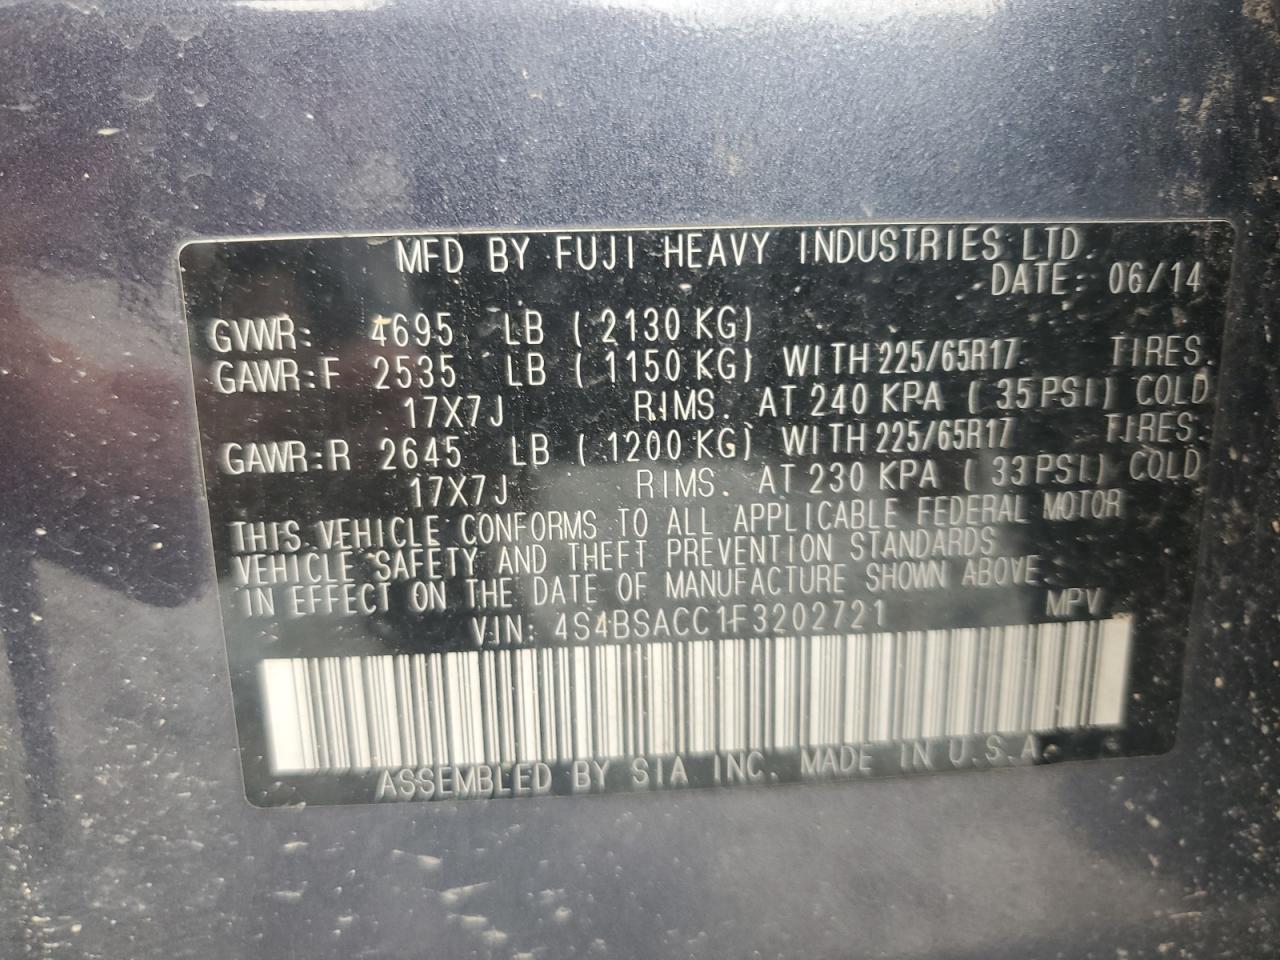 MFD BY FUJI HEAVY INDUSTRIES LTD.
DATE: 06/14
GVWR: 4695 LB ( 2130 KG)
GAWR:F 2535 LB ( 1150 KG) WITH 225/65R17 TIRES.
17X7J RIMS. AT 240 KPA ( 35 PSI) COLD
GAWR:R 2645 LB ( 1200 KG) WITH 225/65R17 TIRES.
17X7J RIMS. AT 230 KPA ( 33 PSI) COLD
THIS VEHICLE CONFORMS TO ALL APPLICABLE FEDERAL MOTOR
VEHICLE SAFETY AND THEFT PREVENTION STANDARDS
IN EFFECT ON THE DATE OF MANUFACTURE SHOWN ABOVE.
VIN: 4S4BSACC1F3202721 MPV
ASSEMBLED BY SIA INC. MADE IN U.S.A.